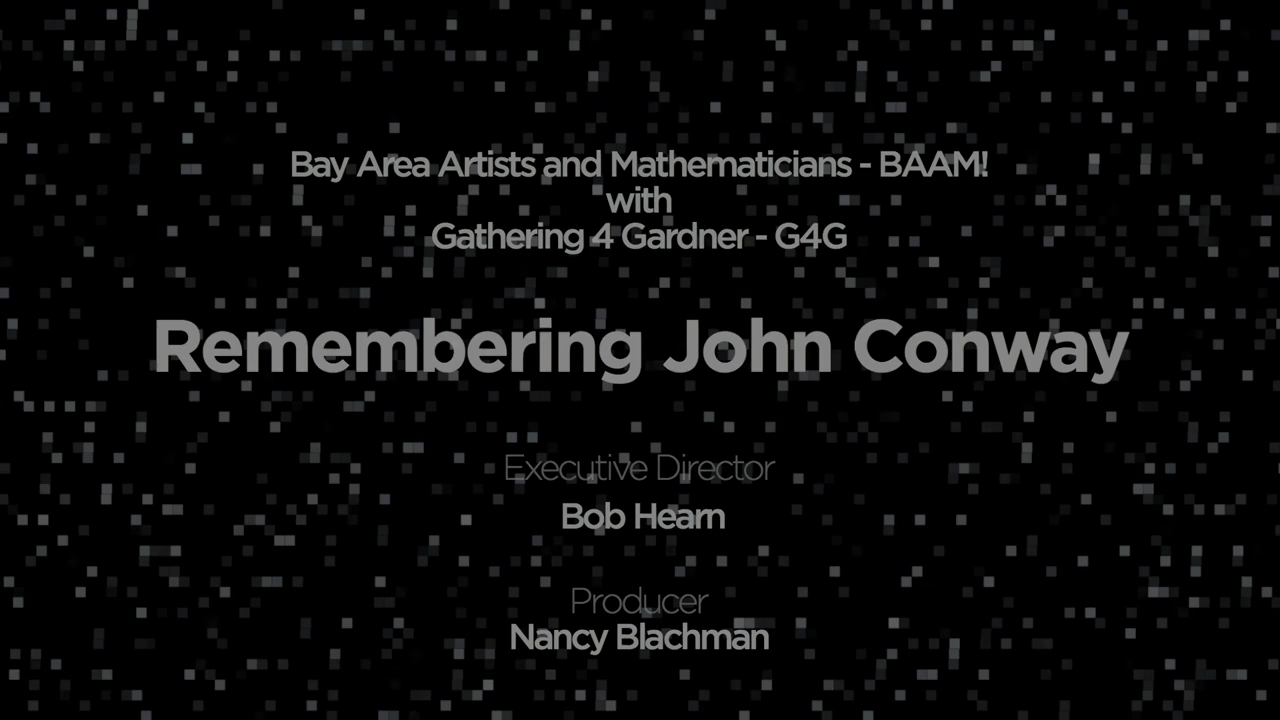 Bay Area Artists and Mathematicians - BAAM!
with
Gathering 4 Gardner - G4G
Remembering John Conway
Executive Director
Bob Hearn
Producer
Nancy Blachman